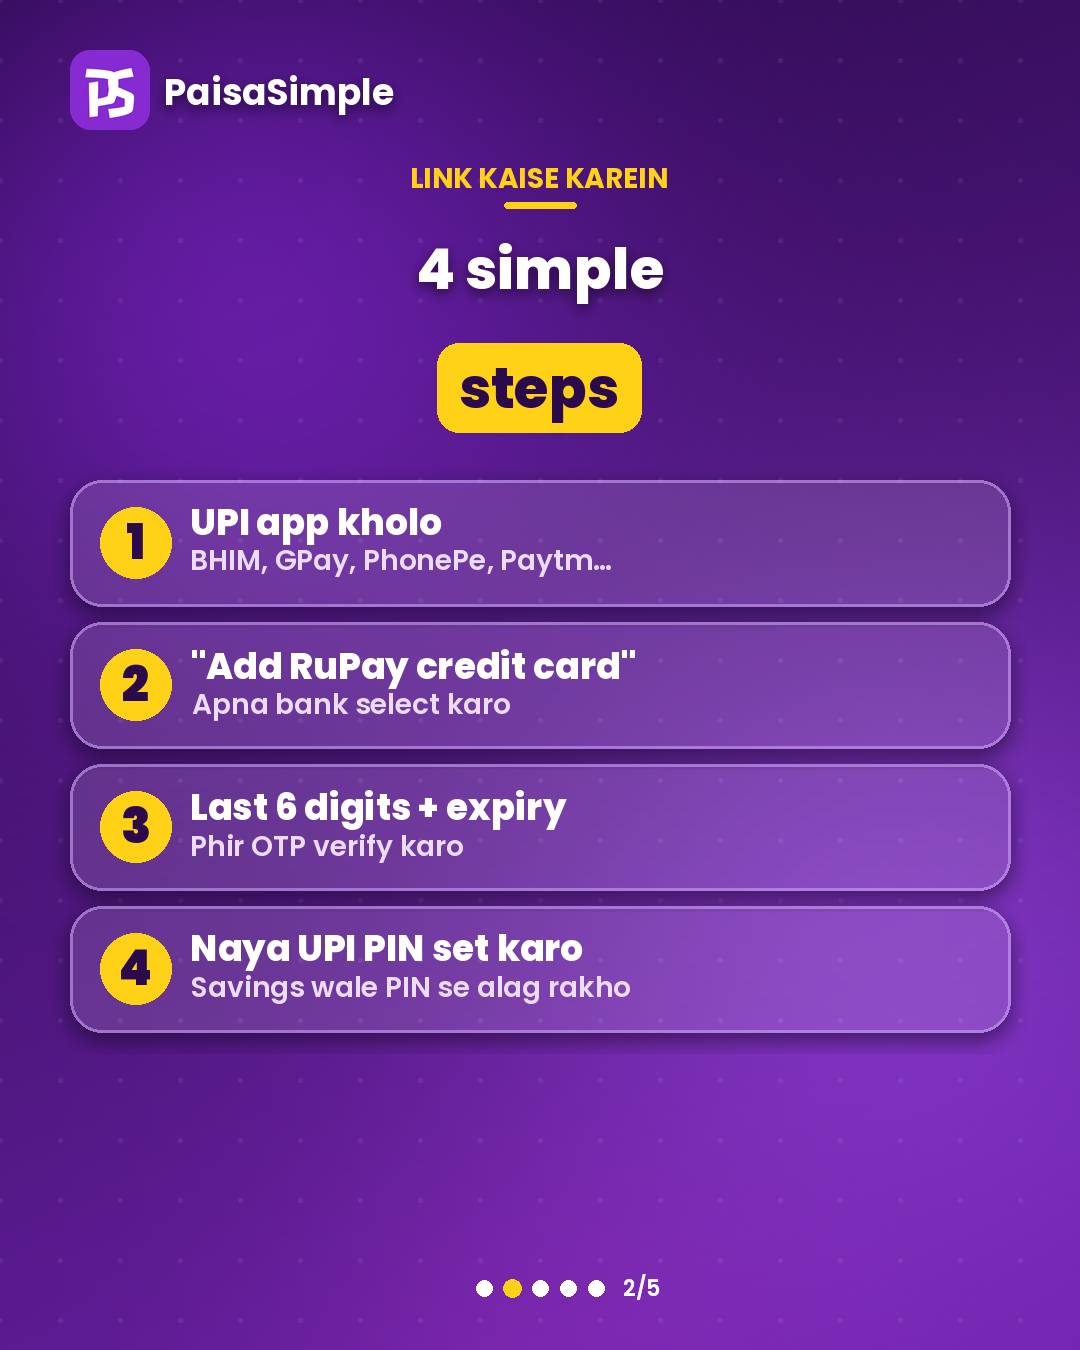 PS
PaisaSimple
LINK KAISE KAREIN
4 simple
steps
1
UPI app kholo
BHIM, GPay, PhonePe, Paytm...
2
"Add RuPay credit card"
Apna bank select karo
3
Last 6 digits + expiry
Phir OTP verify karo
4
Naya UPI PIN set karo
Savings wale PIN se alag rakho
2/5